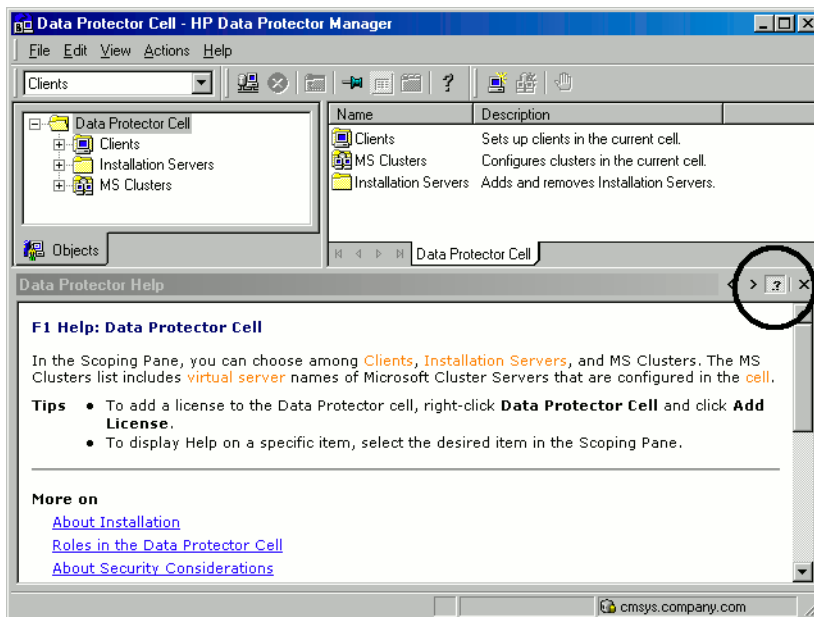 Data Protector Cell - HP Data Protector Manager
File Edit View Actions Help
Clients
Data Protector Cell
Clients
Installation Servers
MS Clusters
Objects
Name Description
Clients Sets up clients in the current cell.
MS Clusters Configures clusters in the current cell.
Installation Servers Adds and removes Installation Servers.
Data Protector Cell
Data Protector Help
F1 Help: Data Protector Cell
In the Scoping Pane, you can choose among Clients, Installation Servers, and MS Clusters. The MS
Clusters list includes virtual server names of Microsoft Cluster Servers that are configured in the cell.
Tips • To add a license to the Data Protector cell, right-click Data Protector Cell and click Add
License.
• To display Help on a specific item, select the desired item in the Scoping Pane.
More on
About Installation
Roles in the Data Protector Cell
About Security Considerations
cmsys.company.com